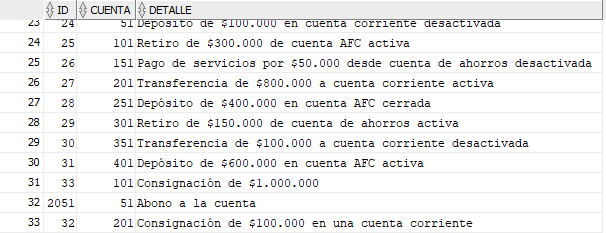 ID CUENTA DETALLE
23 24 51 Depósito de $100.000 en cuenta corriente desactivada
24 25 101 Retiro de $300.000 de cuenta AFC activa
25 26 151 Pago de servicios por $50.000 desde cuenta de ahorros desactivada
26 27 201 Transferencia de $800.000 a cuenta corriente activa
27 28 251 Depósito de $400.000 en cuenta AFC cerrada
28 29 301 Retiro de $150.000 de cuenta de ahorros activa
29 30 351 Transferencia de $100.000 a cuenta corriente desactivada
30 31 401 Depósito de $600.000 en cuenta AFC activa
31 33 101 Consignación de $1.000.000
32 2051 51 Abono a la cuenta
33 32 201 Consignación de $100.000 en una cuenta corriente